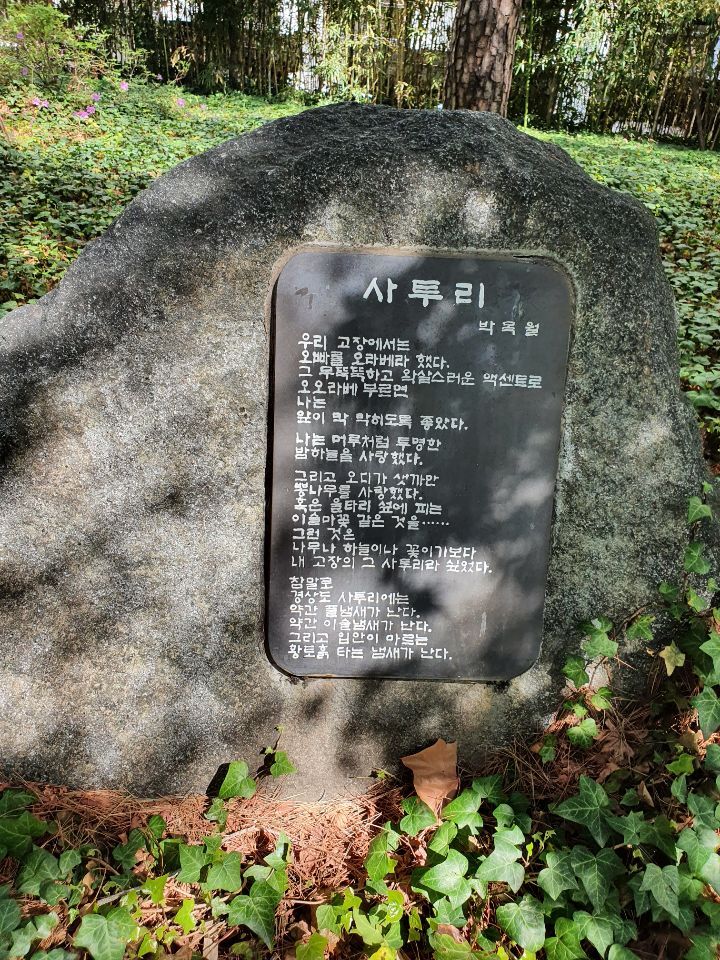 사투리
박목월
우리 고장에서는
오빠를 오라베라 했다.
그 무뚝뚝하고 왁살스러운 액센트로
오오라베 부르면
나는
앞이 칵 막히도록 좋았다.
나는 머루처럼 투명한
밤하늘을 사랑했다.
그리고 오디가 샛까만
뽕나무를 사랑했다.
혹은 울타리 섶에 피는
이슬마꽃 같은 것을……
그런 것은
나무나 하늘이나 꽃이기보다
내 고장의 그 사투리라 싶었다.
참말로
경상도 사투리에는
약간 풀냄새가 난다.
약간 이슬냄새가 난다.
그리고 입안이 마르는
황토흙 타는 냄새가 난다.